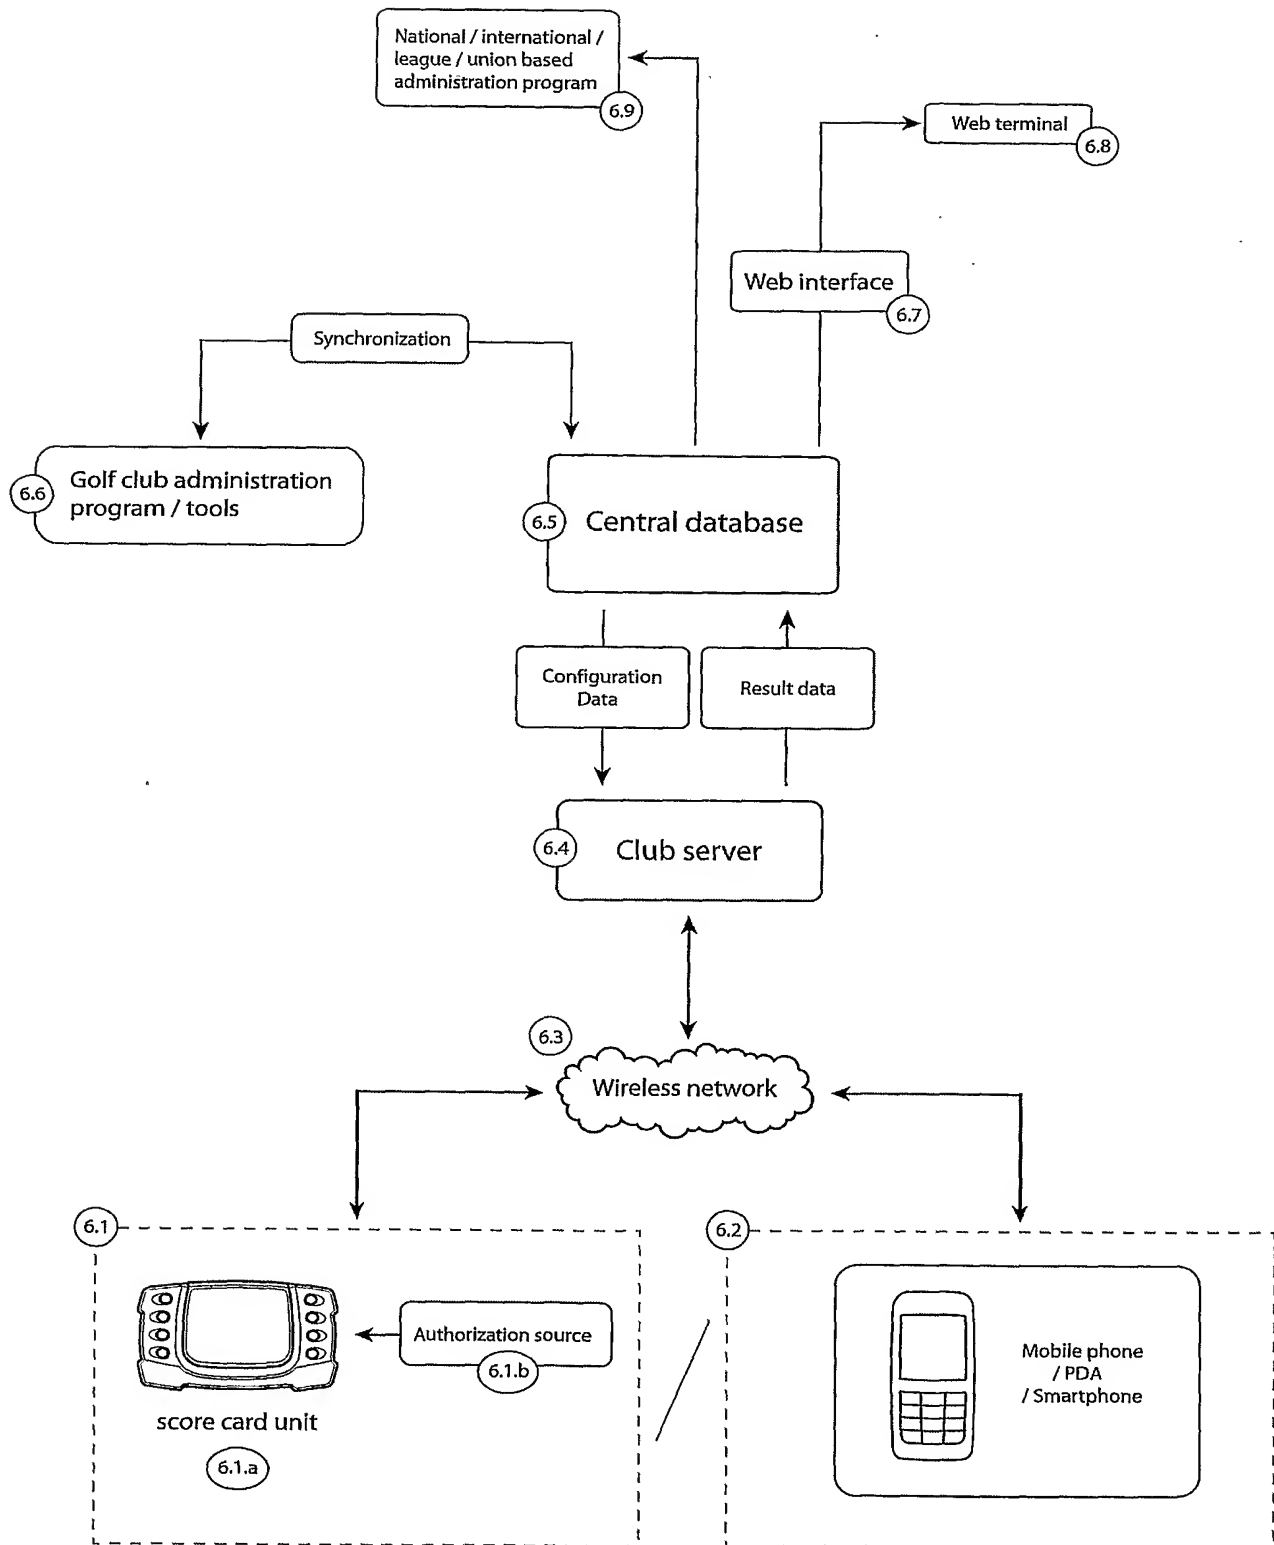 National / international /
league / union based
administration program
6.9
Web terminal
6.8
Web interface
6.7
Synchronization
6.6
Golf club administration
program / tools
6.5
Central database
Configuration
Data
Result data
6.4
Club server
6.3
Wireless network
6.1
6.2
Authorization source
6.1.b
score card unit
6.1.a
Mobile phone
/ PDA
/ Smartphone